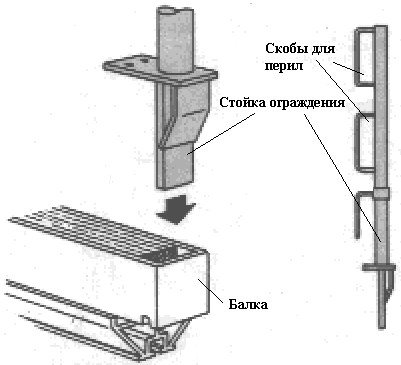 Скобы для
перил
Стойка ограждения
Балка